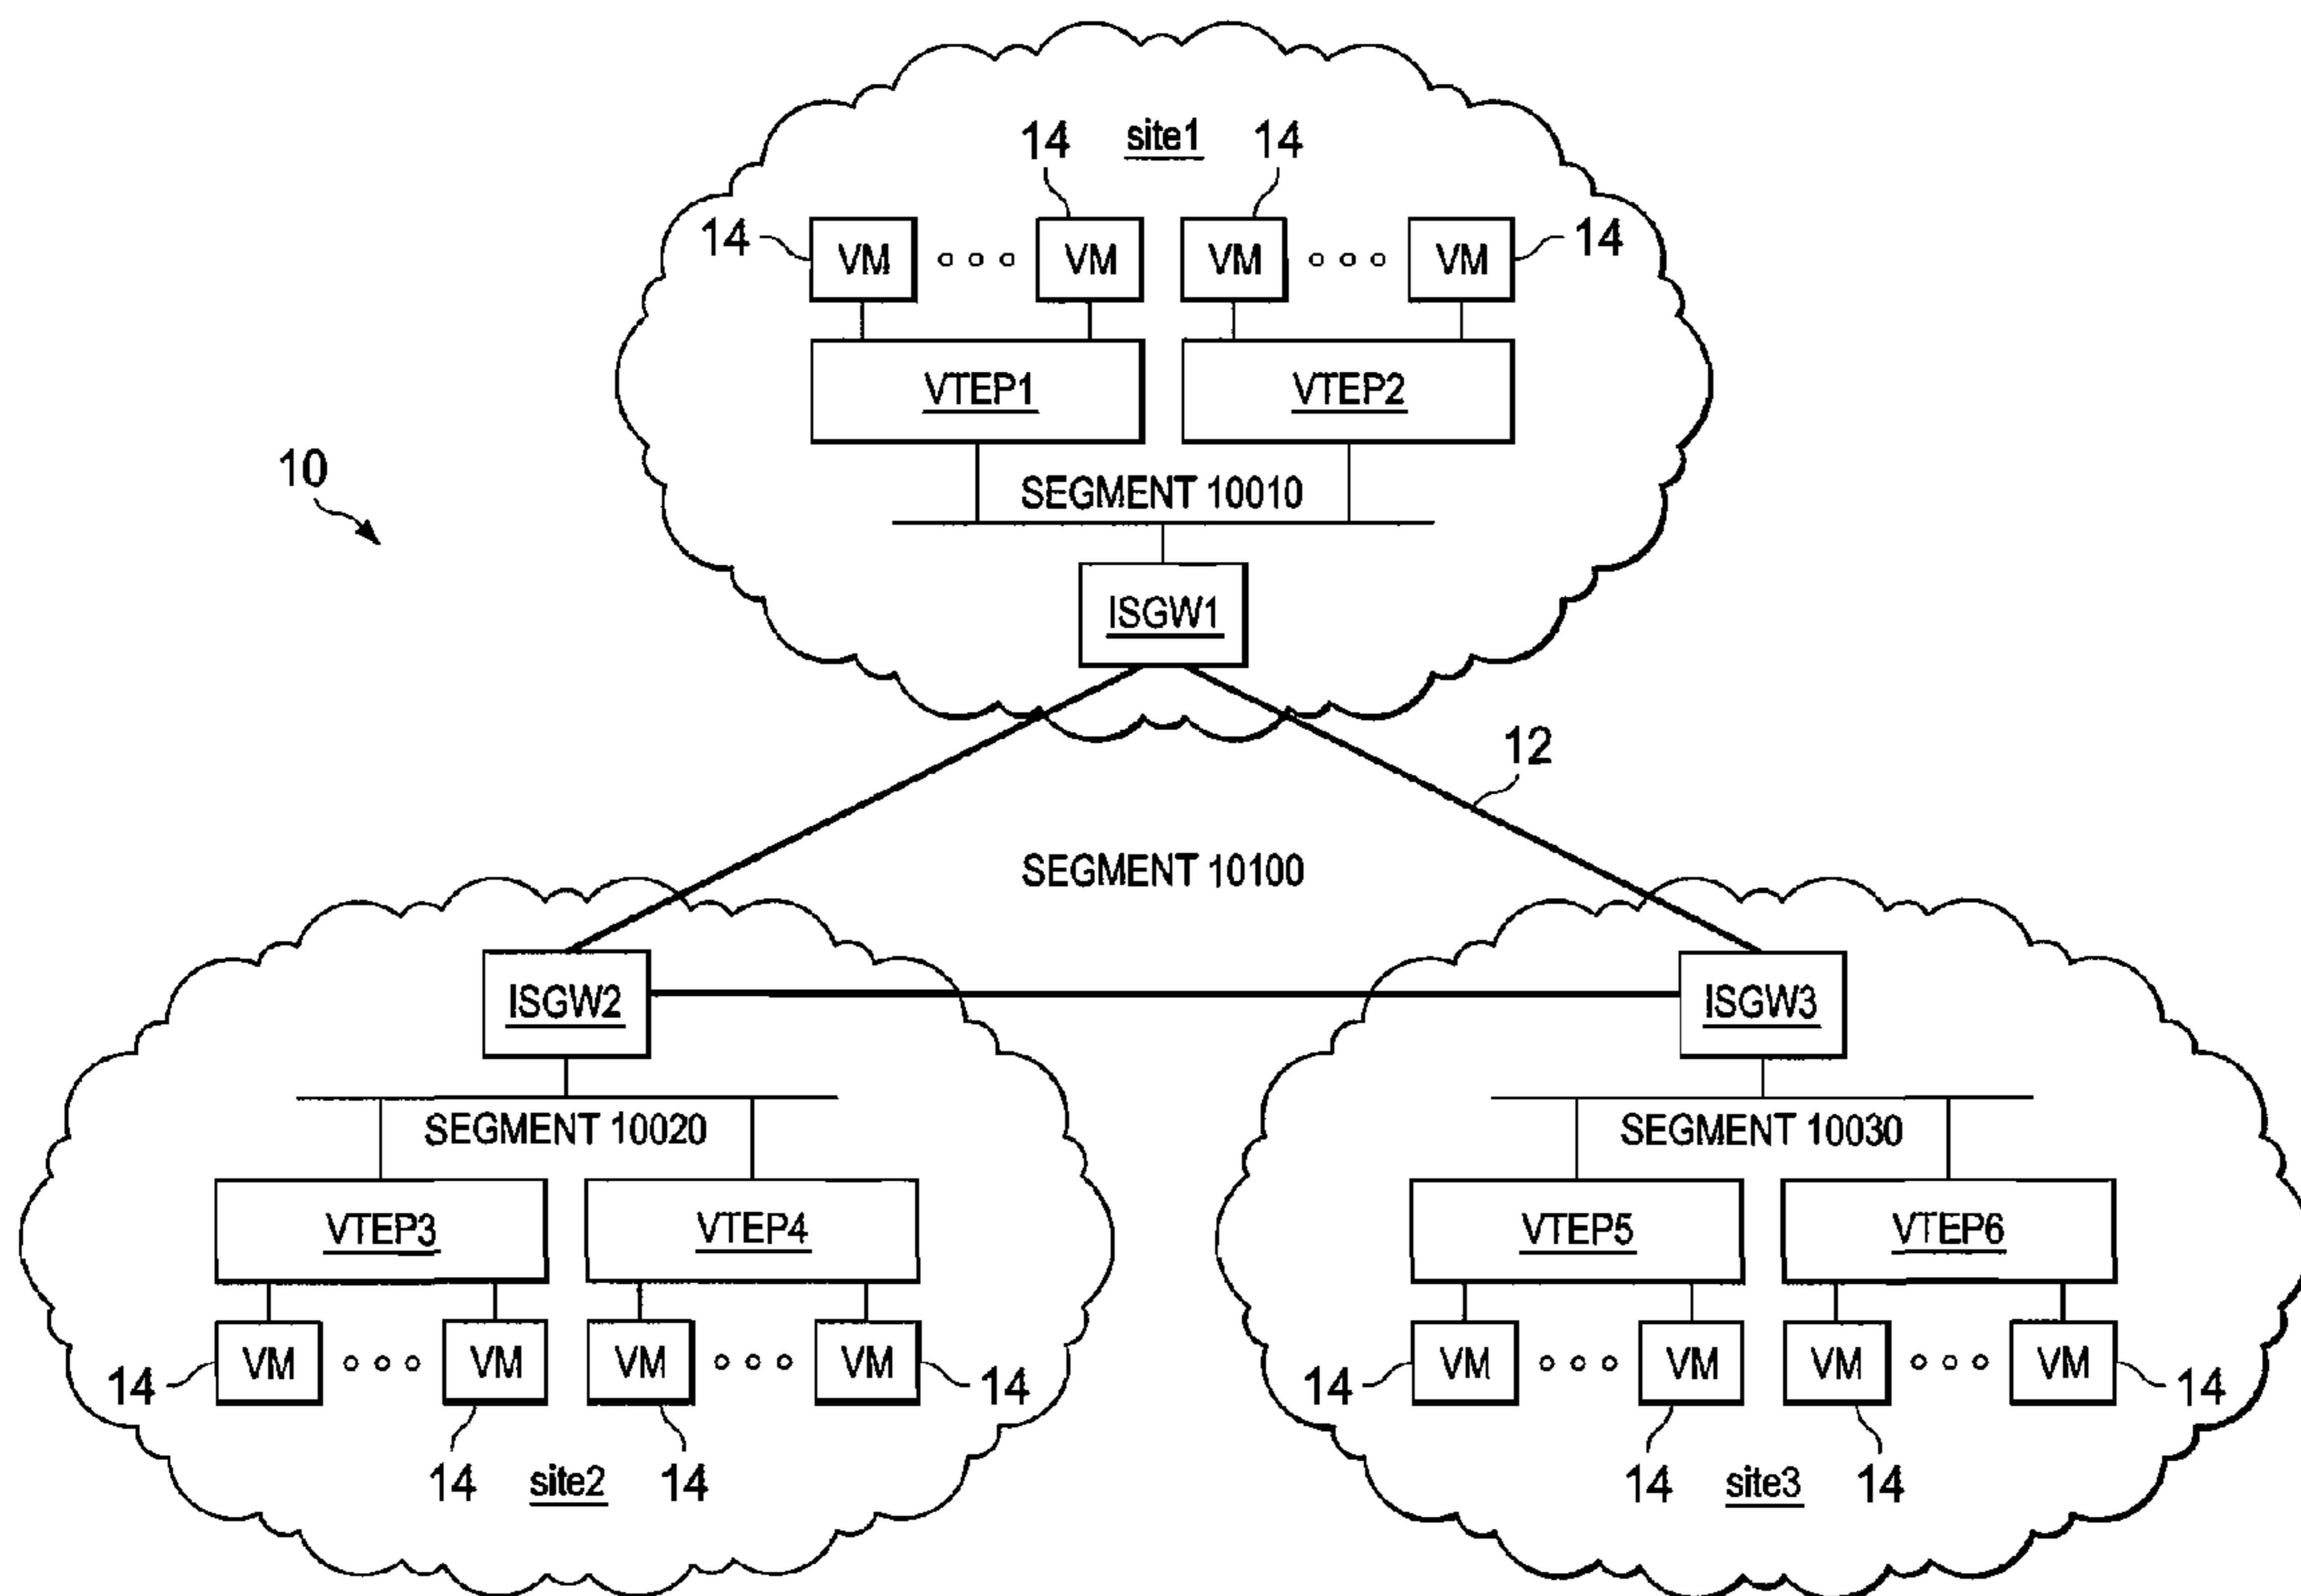 14 site1 14
14 VM VM VM VM 14
VTEP1 VTEP2
10
SEGMENT 10010
ISGW1
12
SEGMENT 10100
ISGW2 ISGW3
SEGMENT 10020 SEGMENT 10030
VTEP3 VTEP4 VTEP5 VTEP6
14 VM VM VM VM 14 14 VM VM VM VM 14
14 site2 14 14 site3 14